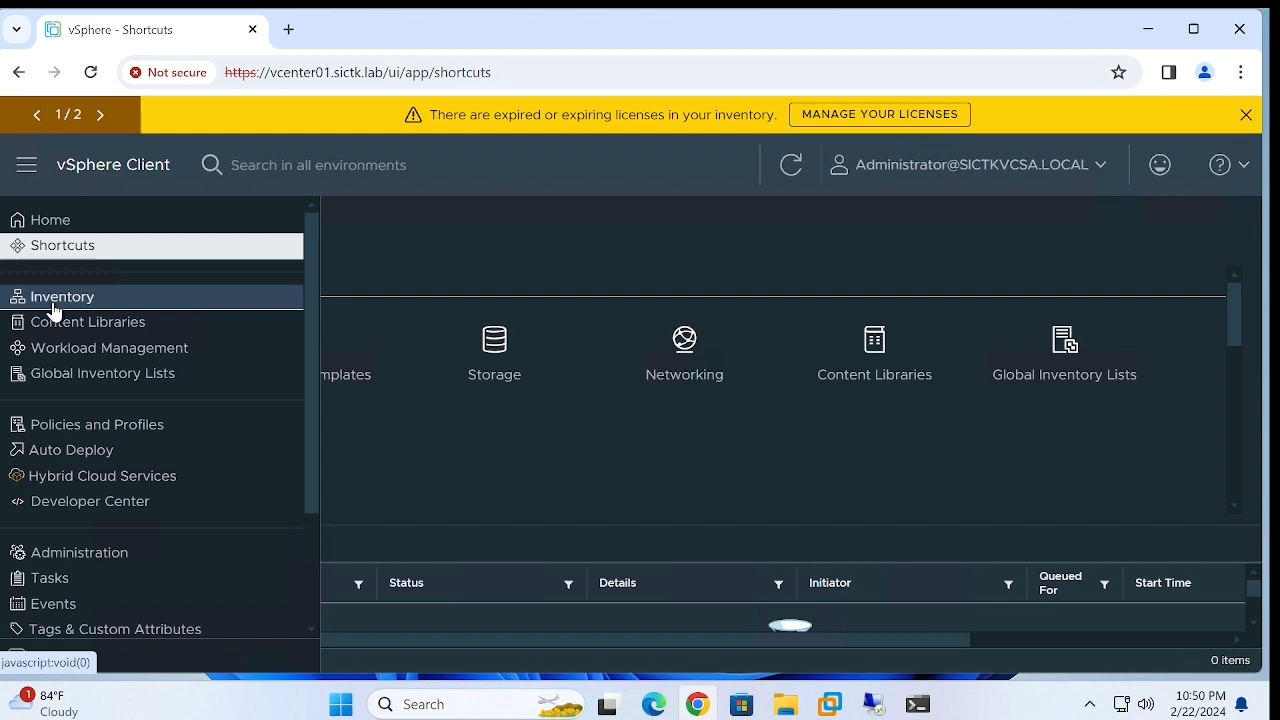 vSphere - Shortcuts
Not secure
https://vcenter01.sictk.lab/ui/app/shortcuts
1 / 2
There are expired or expiring licenses in your inventory.
MANAGE YOUR LICENSES
vSphere Client
Search in all environments
Administrator@SICTKVCSA.LOCAL
Home
Shortcuts
Inventory
Content Libraries
Workload Management
Global Inventory Lists
Policies and Profiles
Auto Deploy
Hybrid Cloud Services
Developer Center
Administration
Tasks
Events
Tags & Custom Attributes
mplates
Storage
Networking
Content Libraries
Global Inventory Lists
Status
Details
Initiator
Queued
For
Start Time
0 items
javascript:void(0)
1
84°F
Cloudy
Search
10:50 PM
2/22/2024